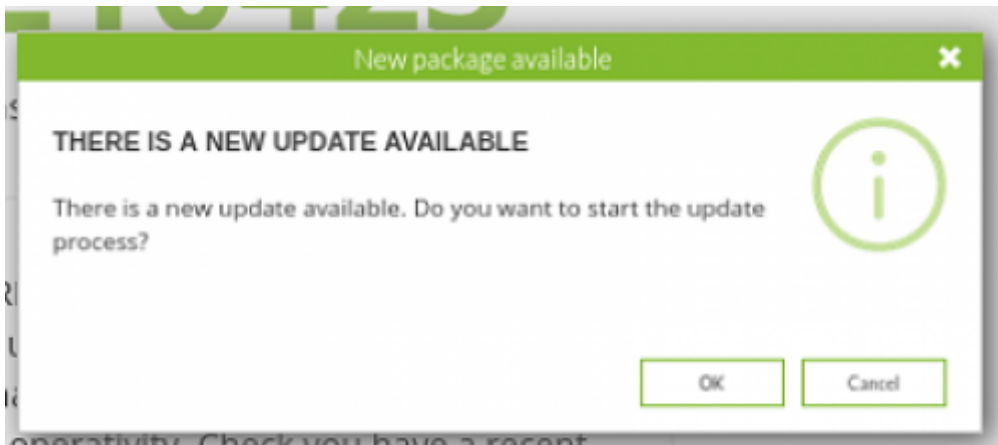 New package available
THERE IS A NEW UPDATE AVAILABLE
There is a new update available. Do you want to start the update
process?
OK
Cancel
operativity. Check you have a recent